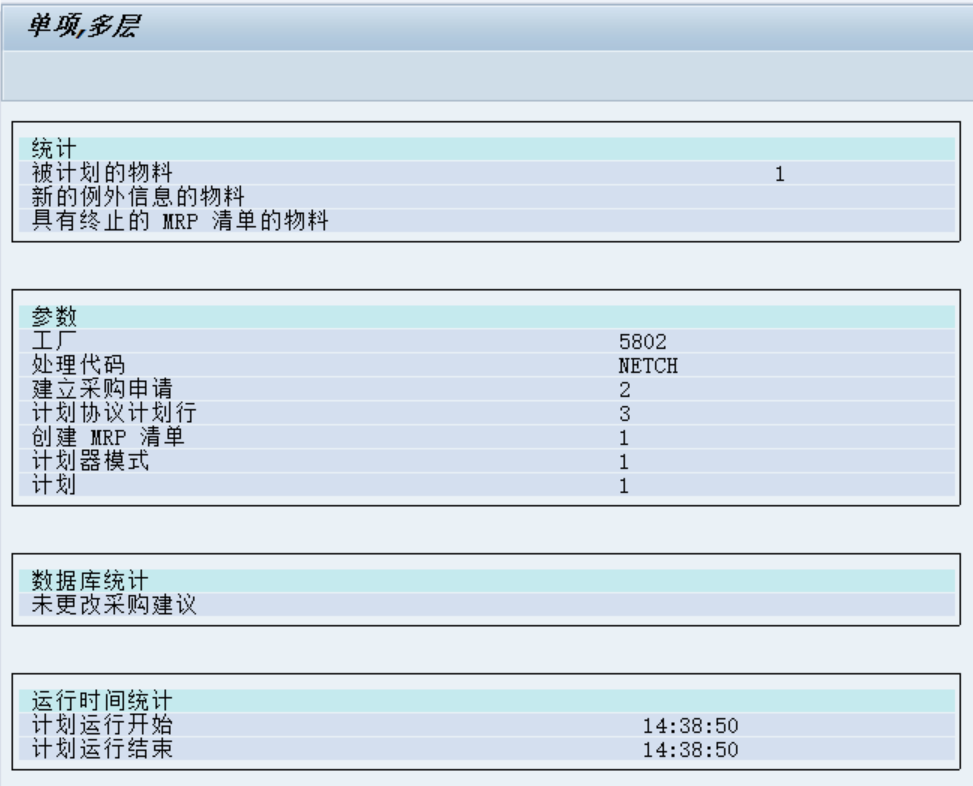 单项,多层
统计
被计划的物料 1
新的例外信息的物料
具有终止的 MRP 清单的物料
参数
工厂 5802
处理代码 NETCH
建立采购申请 2
计划协议计划行 3
创建 MRP 清单 1
计划器模式 1
计划 1
数据库统计
未更改采购建议
运行时间统计
计划运行开始 14:38:50
计划运行结束 14:38:50